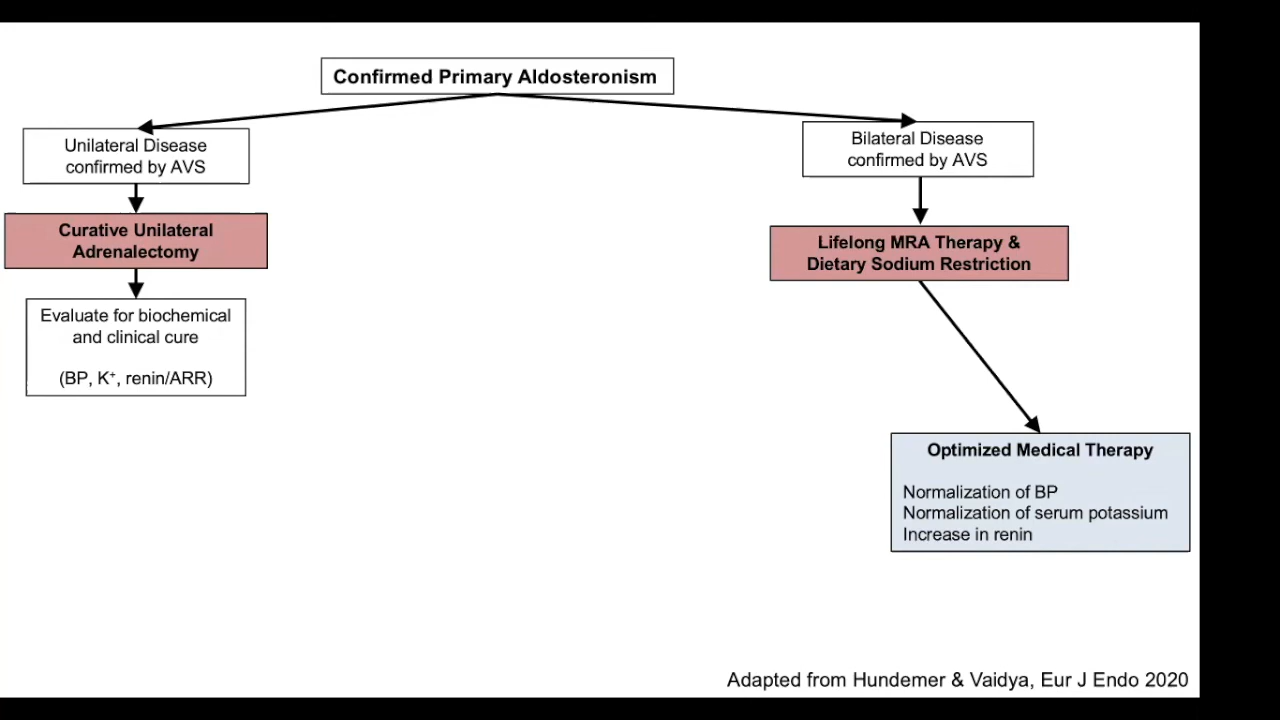 Confirmed Primary Aldosteronism
Unilateral Disease
confirmed by AVS
Bilateral Disease
confirmed by AVS
Curative Unilateral
Adrenalectomy
Lifelong MRA Therapy &
Dietary Sodium Restriction
Evaluate for biochemical
and clinical cure
(BP, K⁺, renin/ARR)
Optimized Medical Therapy
Normalization of BP
Normalization of serum potassium
Increase in renin
Adapted from Hundemer & Vaidya, Eur J Endo 2020